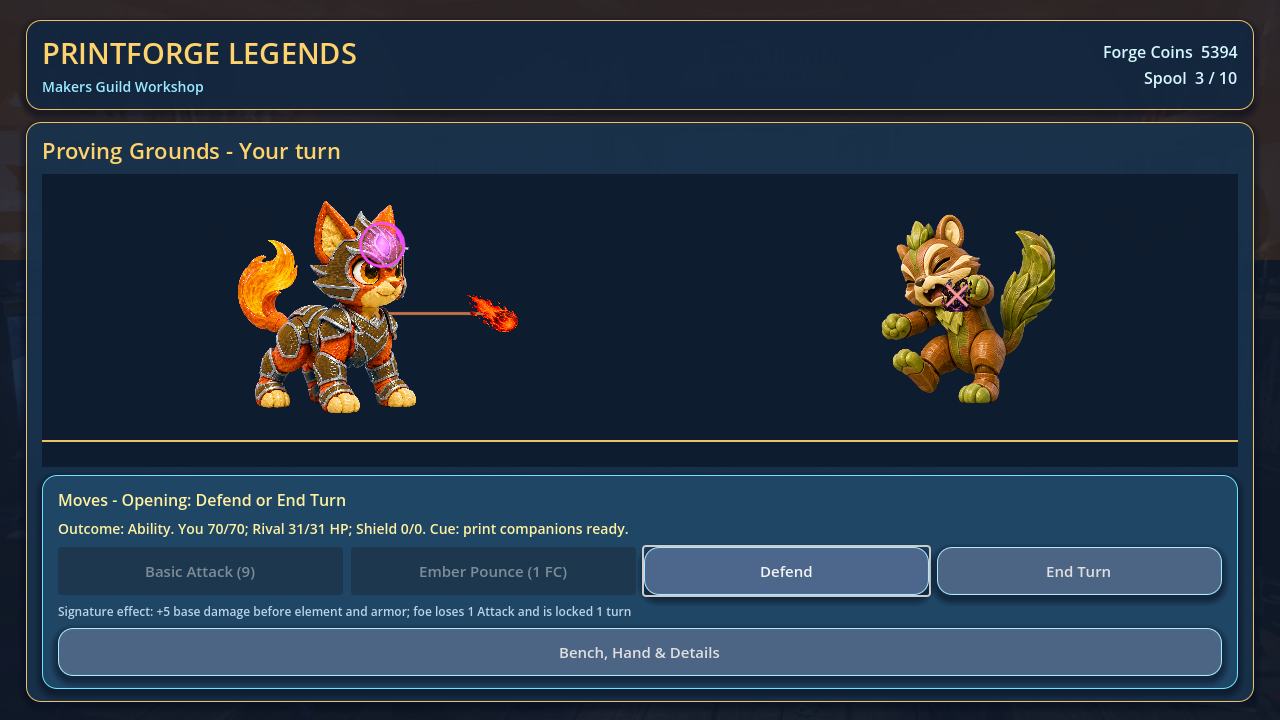 PRINTFORGE LEGENDS
Makers Guild Workshop
Forge Coins 5394
Spool 3 / 10
Proving Grounds - Your turn
Moves - Opening: Defend or End Turn
Outcome: Ability. You 70/70; Rival 31/31 HP; Shield 0/0. Cue: print companions ready.
Basic Attack (9)
Ember Pounce (1 FC)
Defend
End Turn
Signature effect: +5 base damage before element and armor; foe loses 1 Attack and is locked 1 turn
Bench, Hand & Details